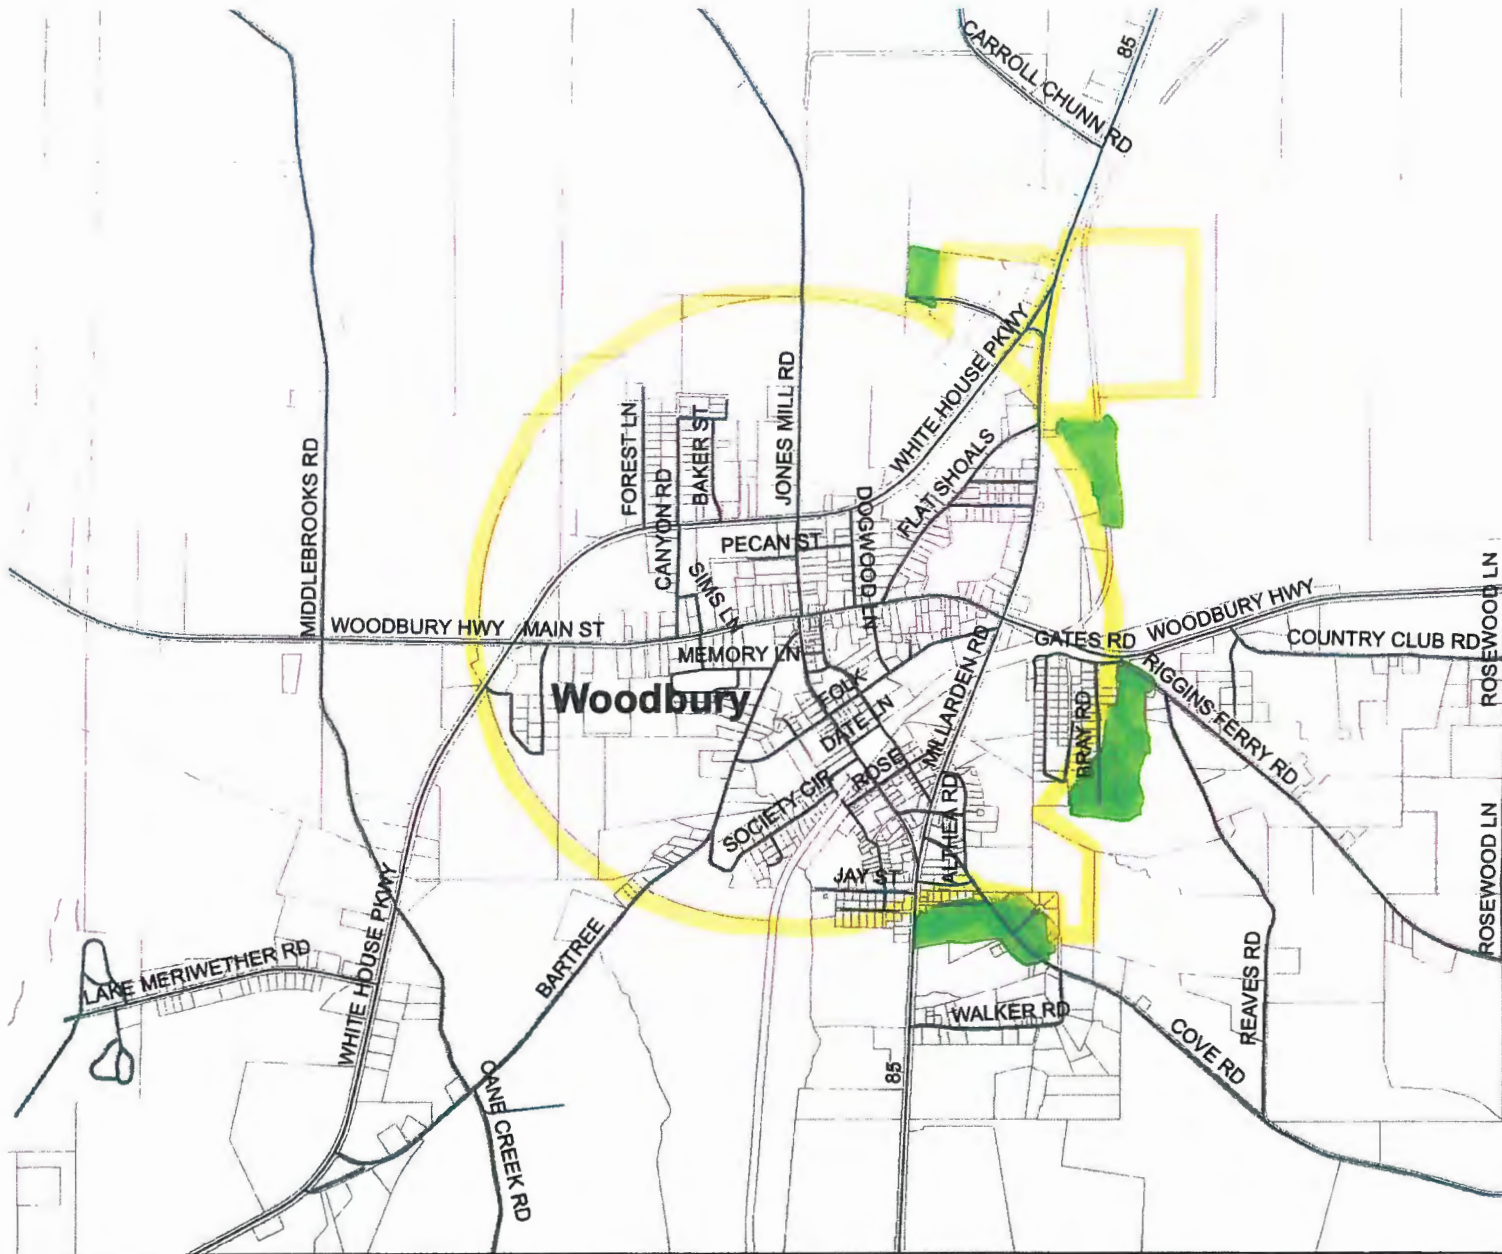 CARROLL CHUNN RD
85
WHITE HOUSE PKWY
JONES MILL RD
FOREST LN
BAKER ST
CANYON RD
MIDDLEBROOKS RD
FLAT SHOALS
DOGWOOD LN
PECAN ST
SIMS LN
WOODBURY HWY
MAIN ST
WOODBURY HWY
GATES RD
COUNTRY CLUB RD
ROSEWOOD LN
MEMORY LN
Woodbury
FOLK
DATE LN
MILLARDEN RD
BRAY RD
RIGGINS FERRY RD
ROSE
SOCIETY CIR
ALTHEA RD
JAY ST
ROSEWOOD LN
WHITE HOUSE PKWY
LAKE MERIWETHER RD
BARTREE
WALKER RD
REAVES RD
COVE RD
85
CANE CREEK RD